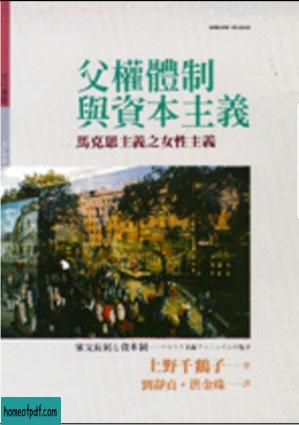 父權體制
與資本主義
馬克思主義之女性主義
家父長制と資本制
上野千鶴子 著
劉靜貞・洪金珠 譯
homeofpdf.com